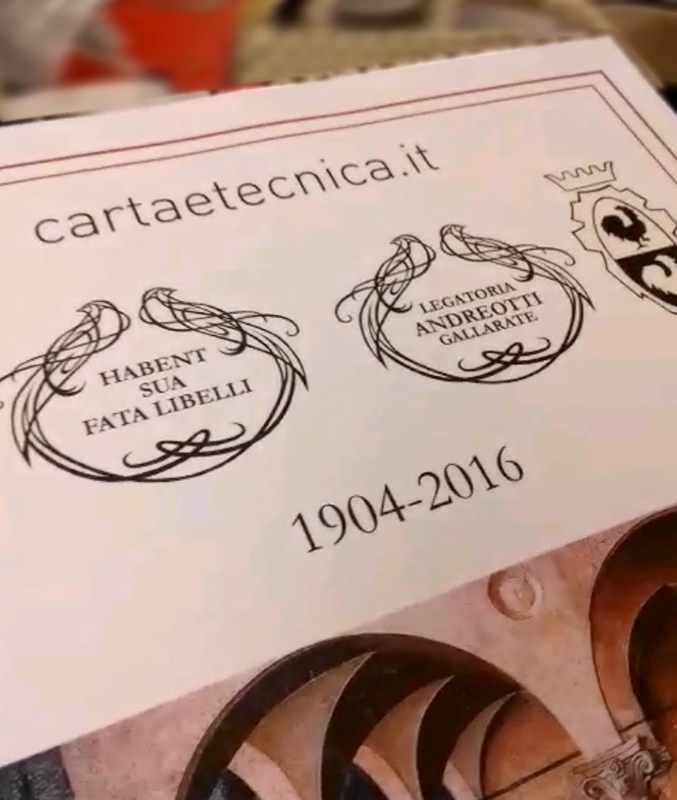 cartaetecnica.it
HABENT
SUA
FATA LIBELLI
LEGATORIA
ANDREOTTI
GALLARATE
1904-2016